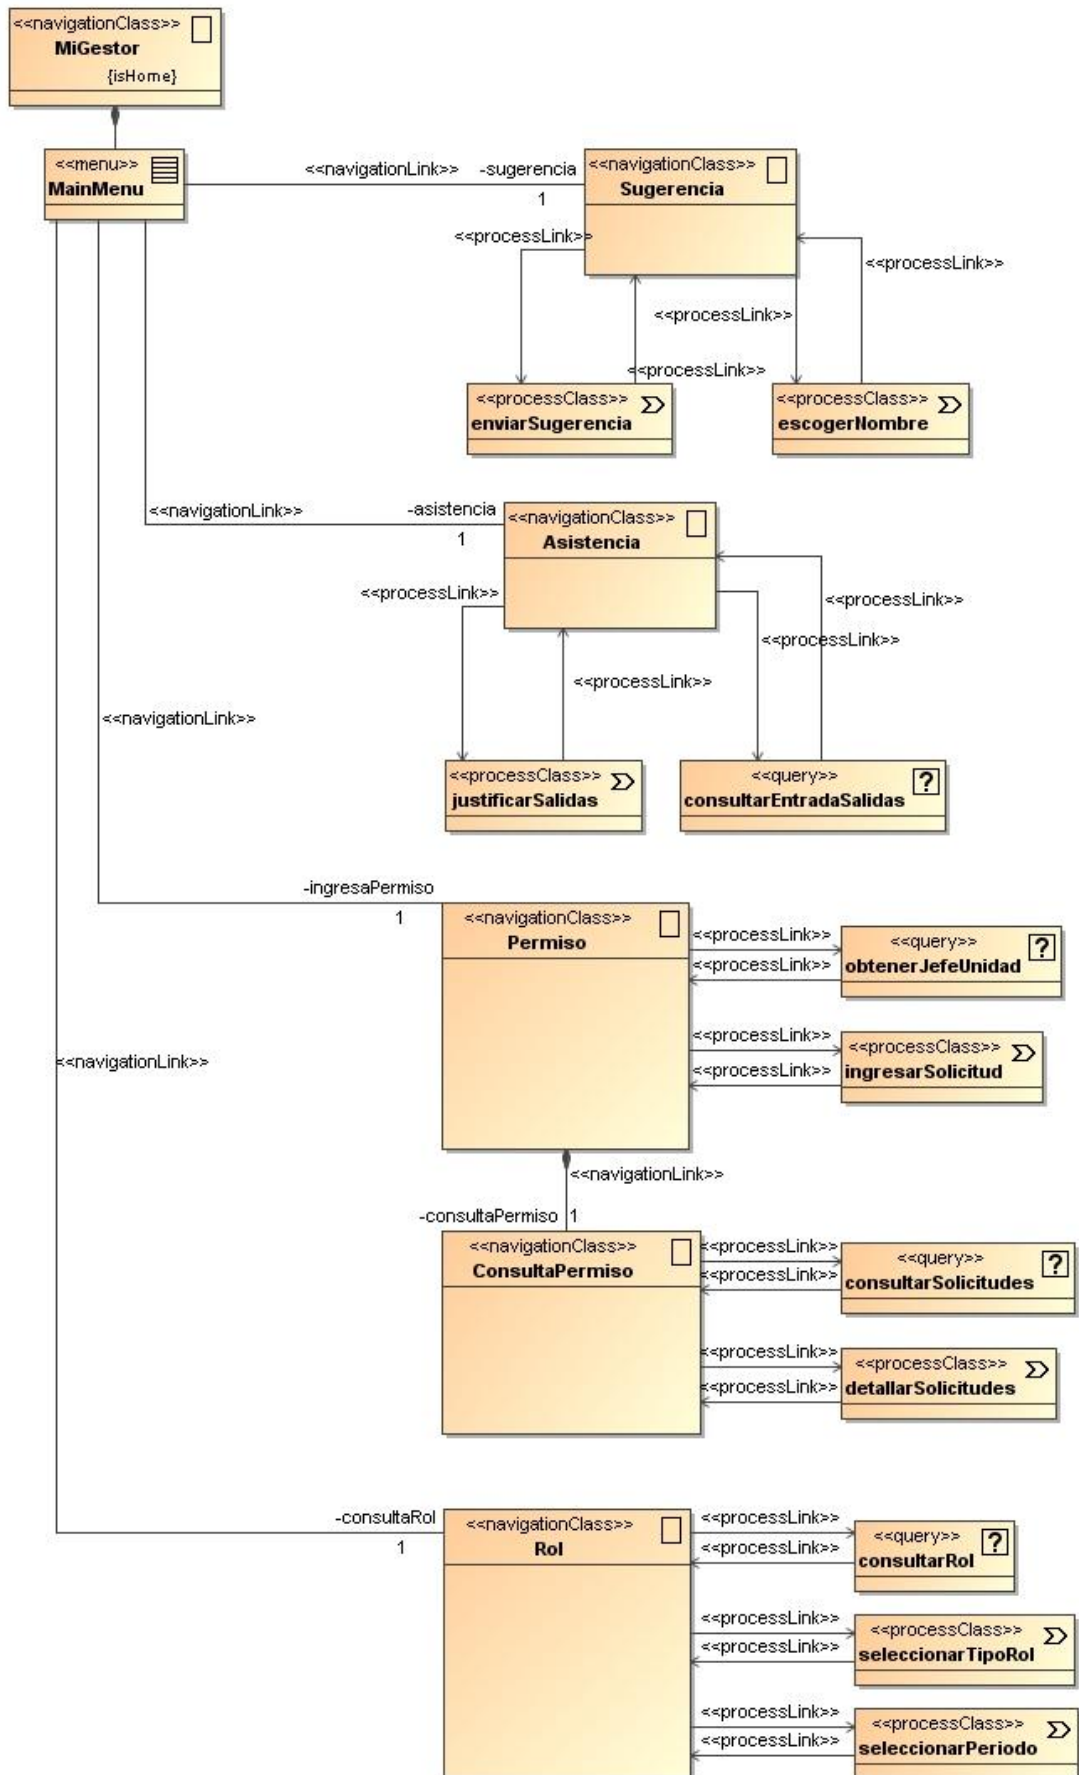 <<navigationClass>>
MiGestor
{isHome}
<<menu>>
MainMenu
<<navigationLink>>
-sugerencia
1
<<navigationClass>>
Sugerencia
<<processLink>>
<<processLink>>
<<processLink>>
<<processLink>>
<<processClass>>
enviarSugerencia
<<processClass>>
escogerNombre
<<navigationLink>>
-asistencia
1
<<navigationClass>>
Asistencia
<<processLink>>
<<processLink>>
<<processLink>>
<<processLink>>
<<processClass>>
justificarSalidas
<<query>>
?
consultarEntradaSalidas
<<navigationLink>>
-ingresaPermiso
1
<<navigationClass>>
Permiso
<<processLink>>
<<processLink>>
<<query>>
?
obtenerJefeUnidad
<<processLink>>
<<processLink>>
<<processClass>>
ingresarSolicitud
<<navigationLink>>
<<navigationLink>>
-consultaPermiso
1
<<navigationClass>>
ConsultaPermiso
<<processLink>>
<<processLink>>
<<query>>
?
consultarSolicitudes
<<processLink>>
<<processLink>>
<<processClass>>
detallarSolicitudes
-consultaRol
1
<<navigationClass>>
Rol
<<processLink>>
<<processLink>>
<<query>>
?
consultarRol
<<processLink>>
<<processLink>>
<<processClass>>
seleccionarTipoRol
<<processLink>>
<<processLink>>
<<processClass>>
seleccionarPeriodo